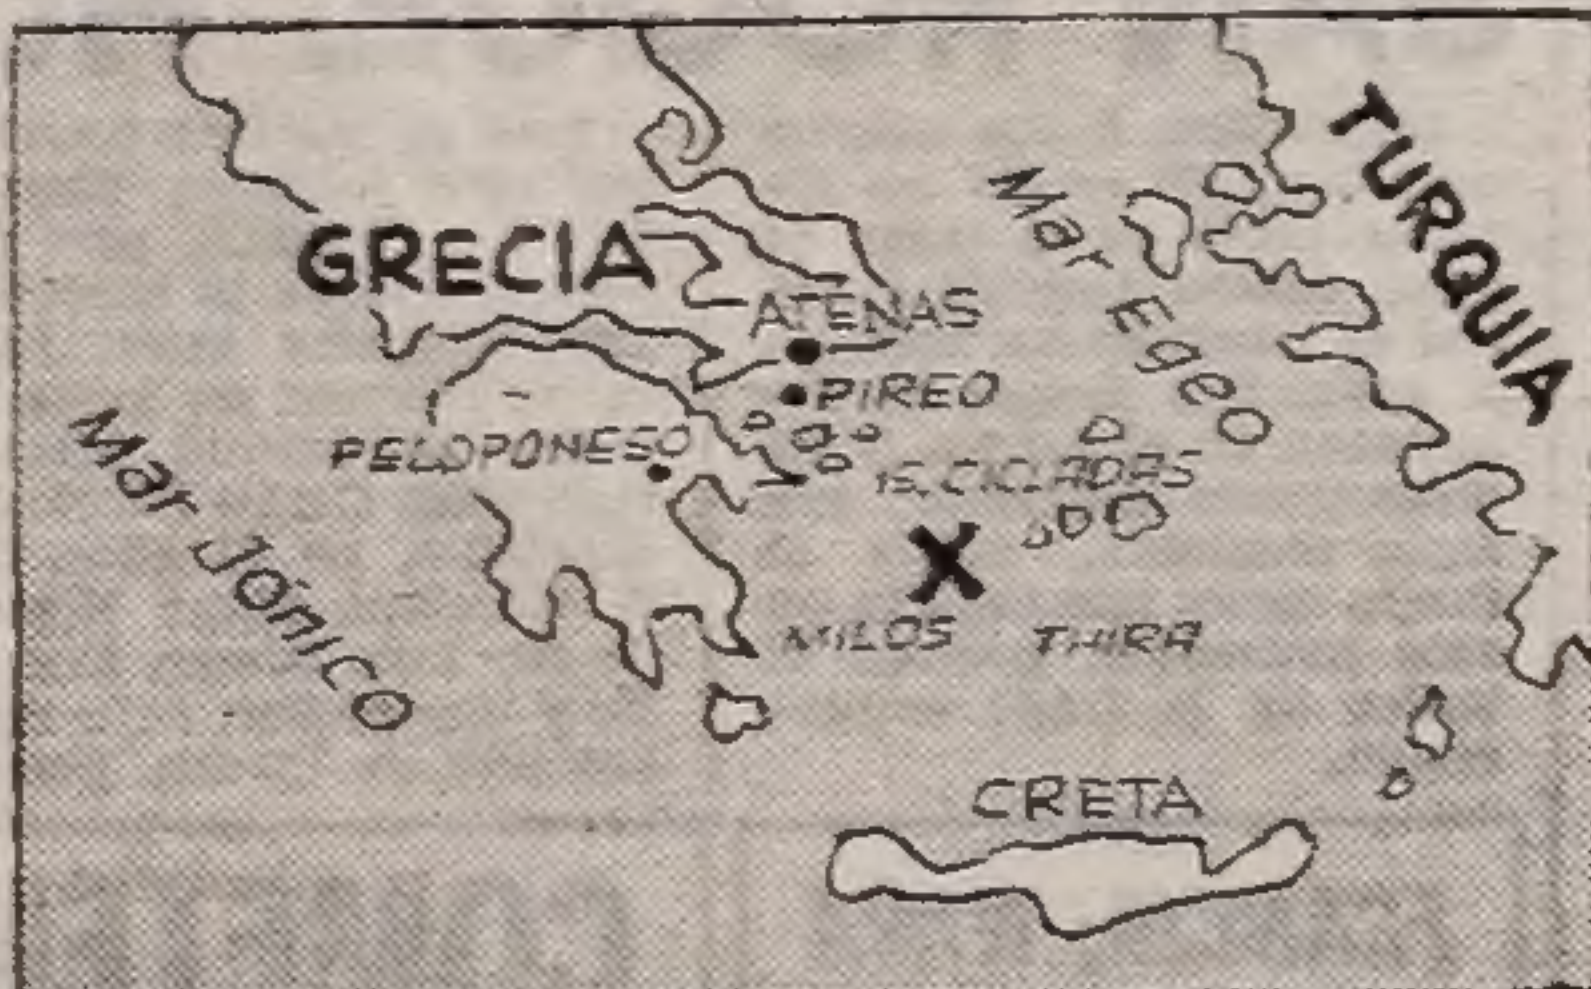 TURQUIA
Mar Egeo
GRECIA
ATENAS
PIREO
PELOPONESO
IS. CICLADAS
Mar Jónico
X
MILOS
THIRA
CRETA